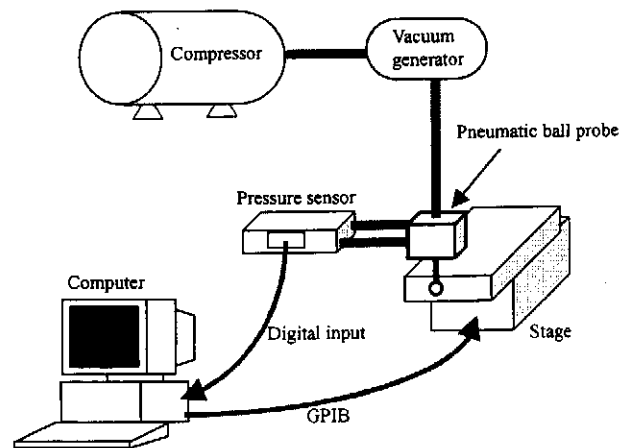 Compressor
Vacuum
generator
Pneumatic ball probe
Pressure sensor
Computer
Digital input
Stage
GPIB